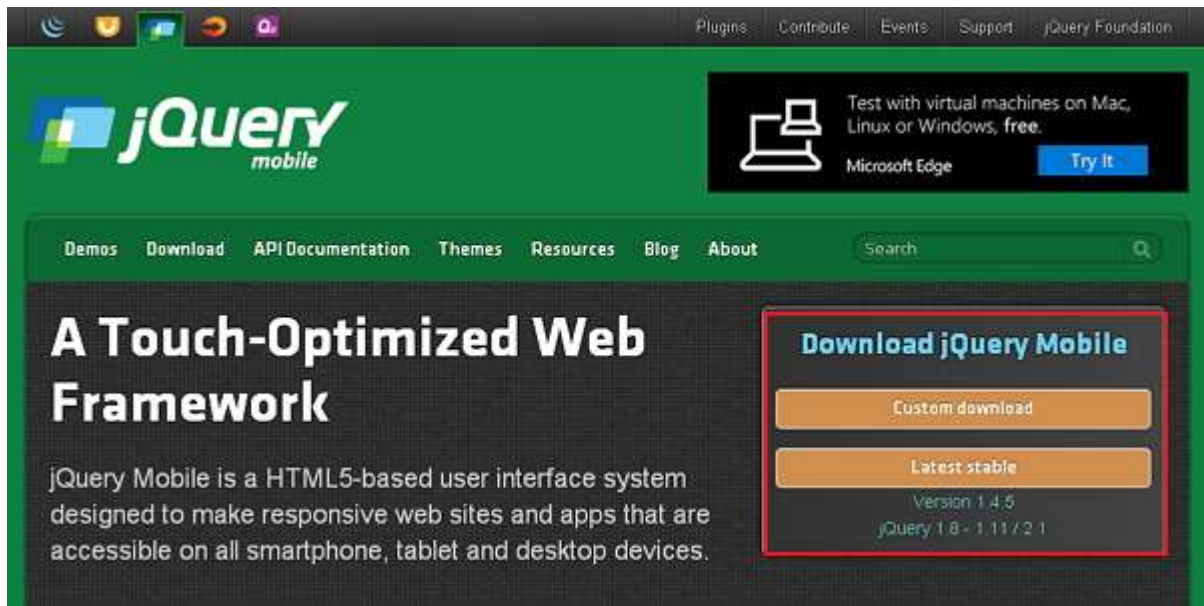 Plugins Contribute Events Support jQuery Foundation
jQuery
mobile
Test with virtual machines on Mac,
Linux or Windows, free.
Microsoft Edge
Try It
Demos Download API Documentation Themes Resources Blog About Search
A Touch-Optimized Web
Framework
jQuery Mobile is a HTML5-based user interface system
designed to make responsive web sites and apps that are
accessible on all smartphone, tablet and desktop devices.
Download jQuery Mobile
Custom download
Latest stable
Version 1.4.5
jQuery 1.8 - 1.11 / 2.1